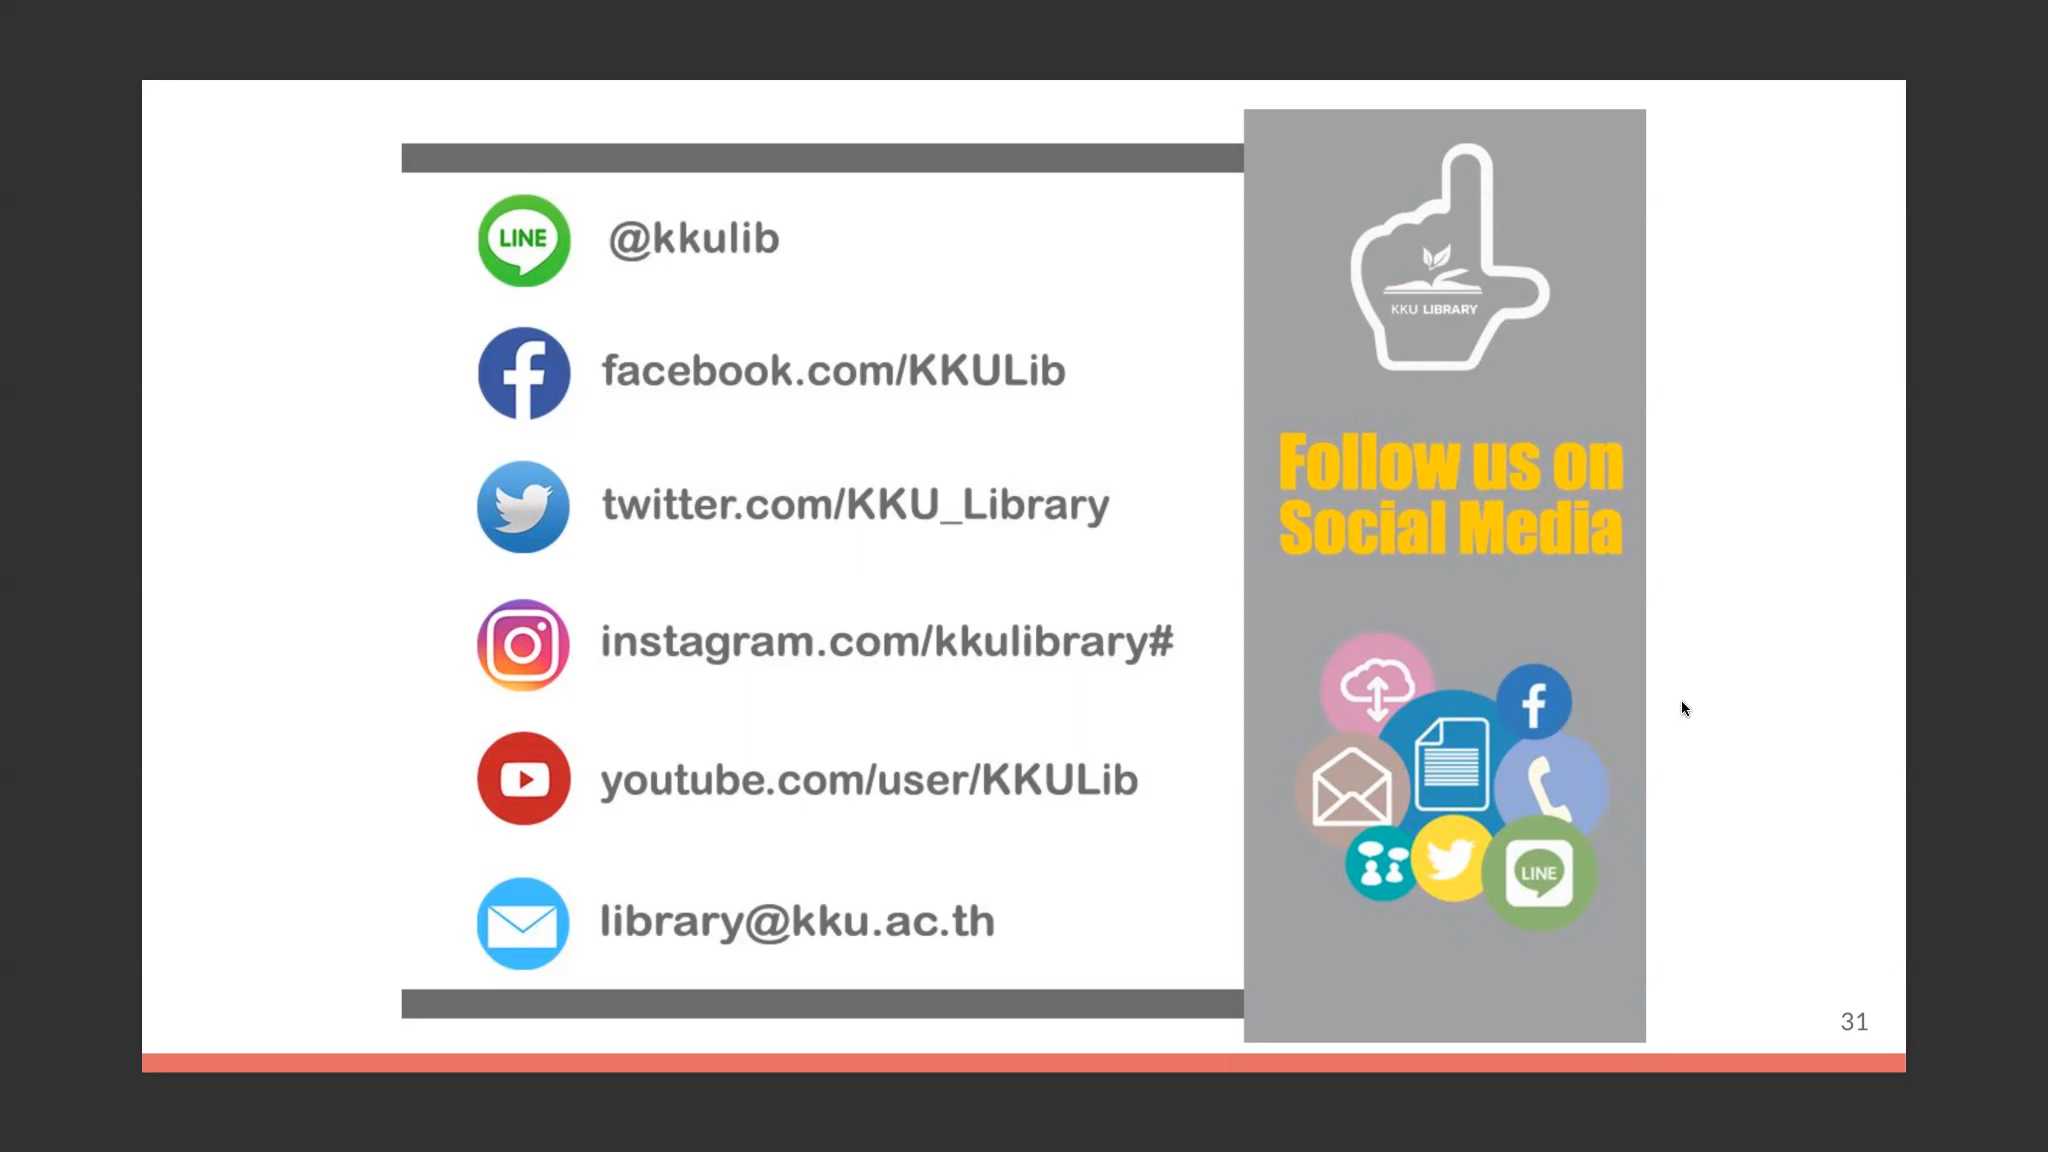 LINE
@kkulib
facebook.com/KKULib
twitter.com/KKU_Library
instagram.com/kkulibrary#
youtube.com/user/KKULib
library@kku.ac.th
KKU LIBRARY
Follow us on
Social Media
LINE
31